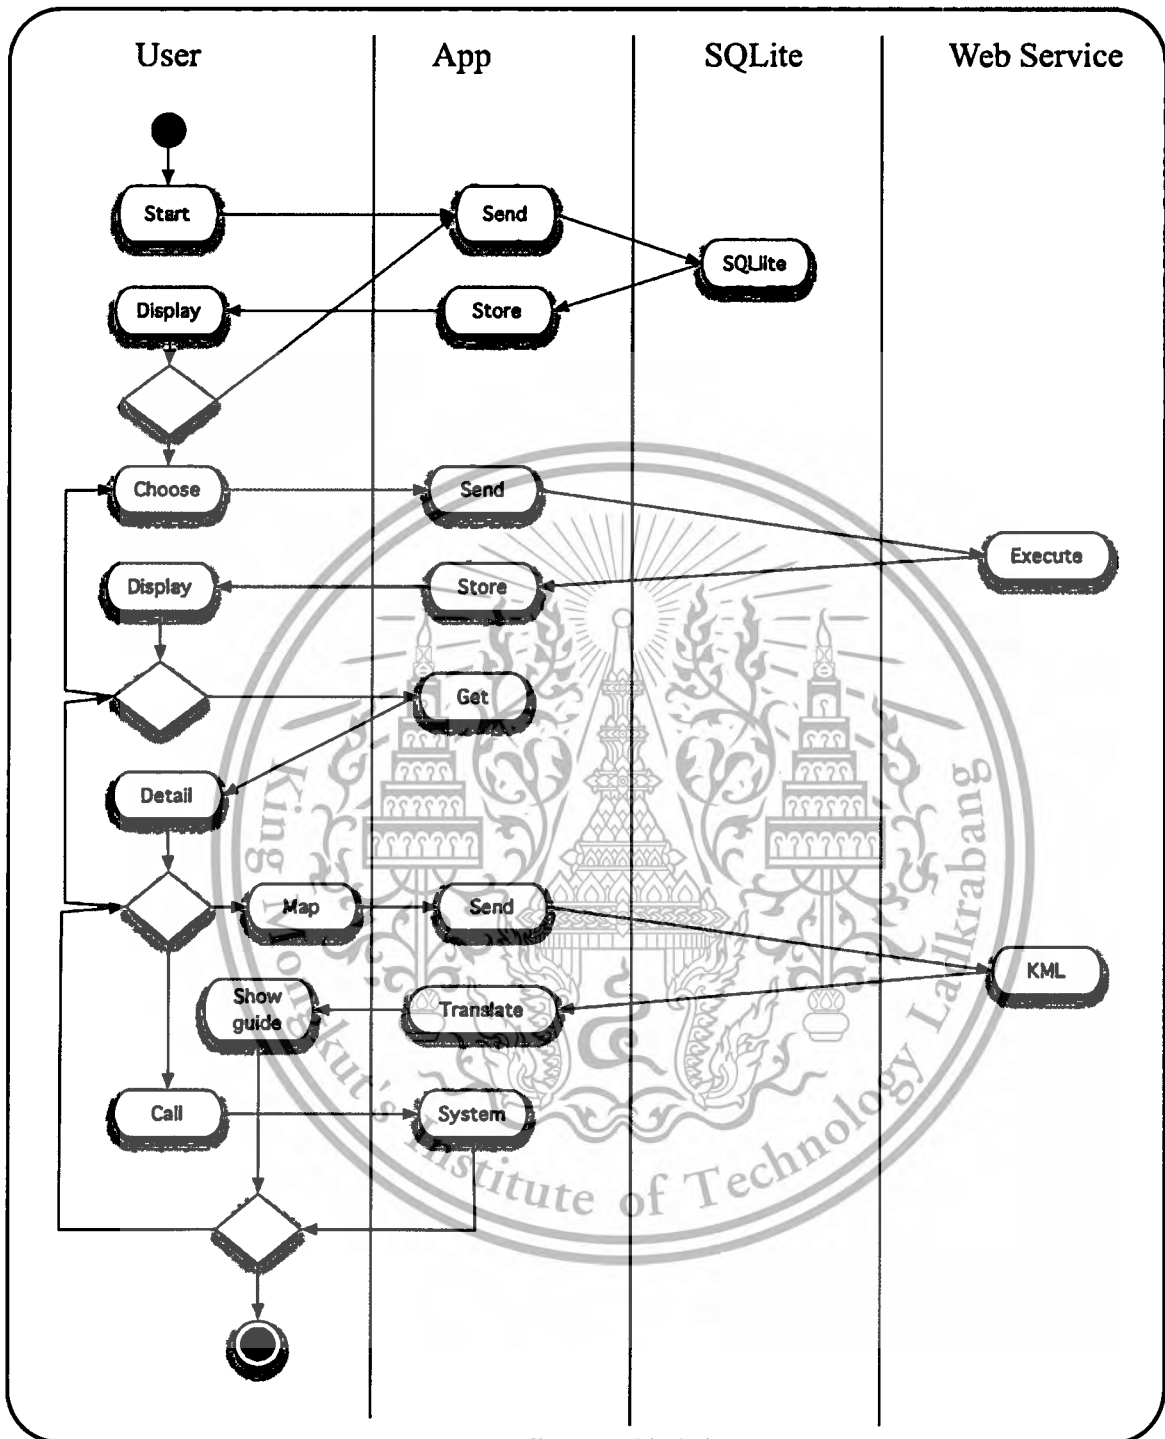 User
App
SQLite
Web Service
Start
Send
SQLlite
Display
Store
Choose
Send
Execute
Display
Store
Get
Detail
Map
Send
KML
Show
guide
Translate
Call
System
King Mongkut's Institute of Technology Ladkrabang